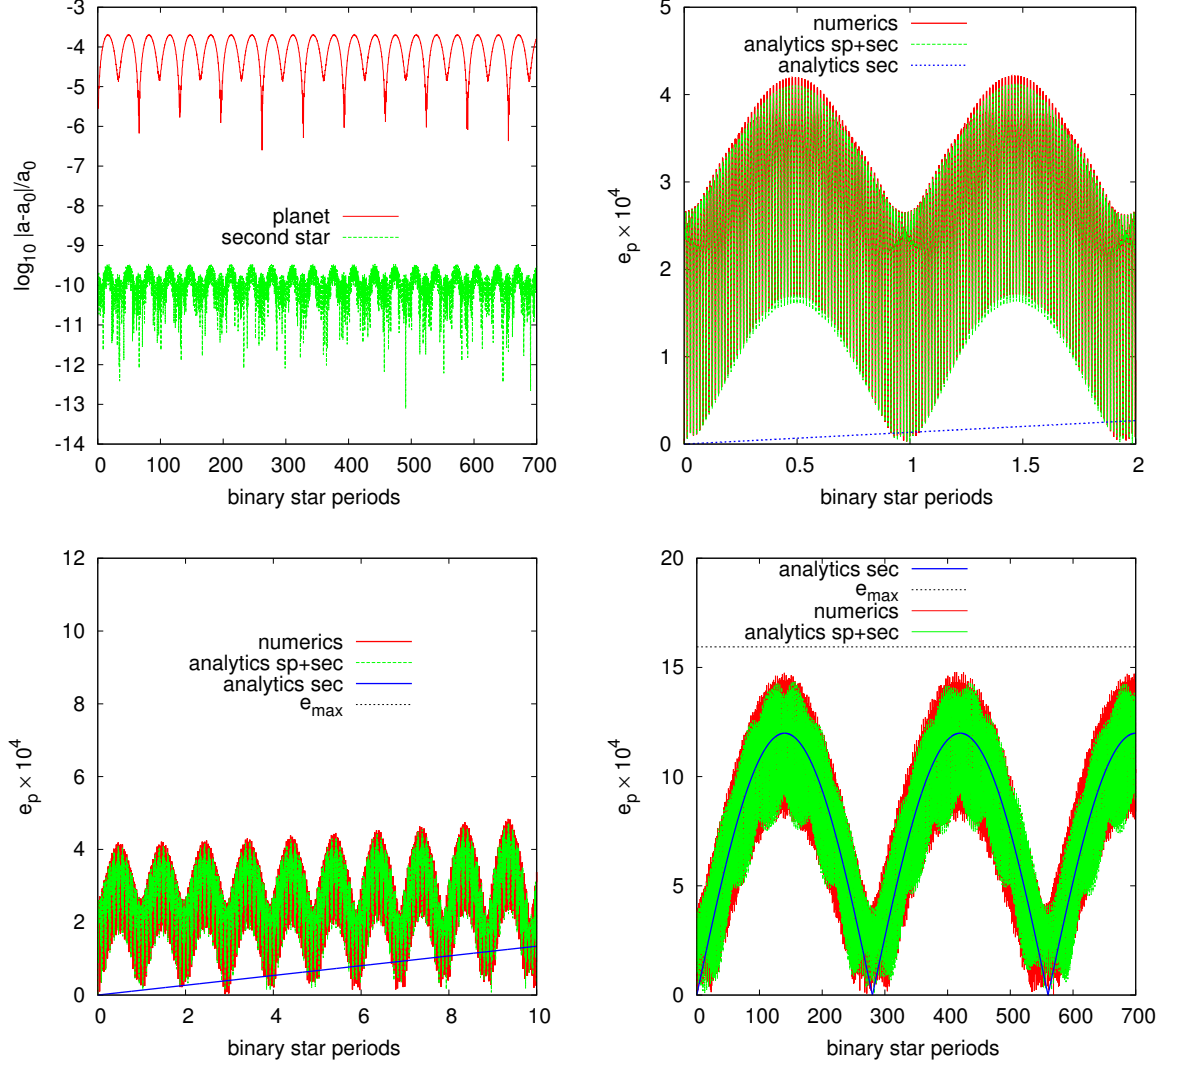 -3
-4
-5
-6
-7
-8
-9
-10
-11
-12
-13
-14
log10 |a-a0|/a0
planet
second star
0 100 200 300 400 500 600 700
binary star periods
5
4
3
2
1
0
ep × 10^4
numerics
analytics sp+sec
analytics sec
0 0.5 1 1.5 2
binary star periods
12
10
8
6
4
2
0
ep × 10^4
numerics
analytics sp+sec
analytics sec
emax
0 2 4 6 8 10
binary star periods
20
15
10
5
0
ep × 10^4
analytics sec
emax
numerics
analytics sp+sec
0 100 200 300 400 500 600 700
binary star periods